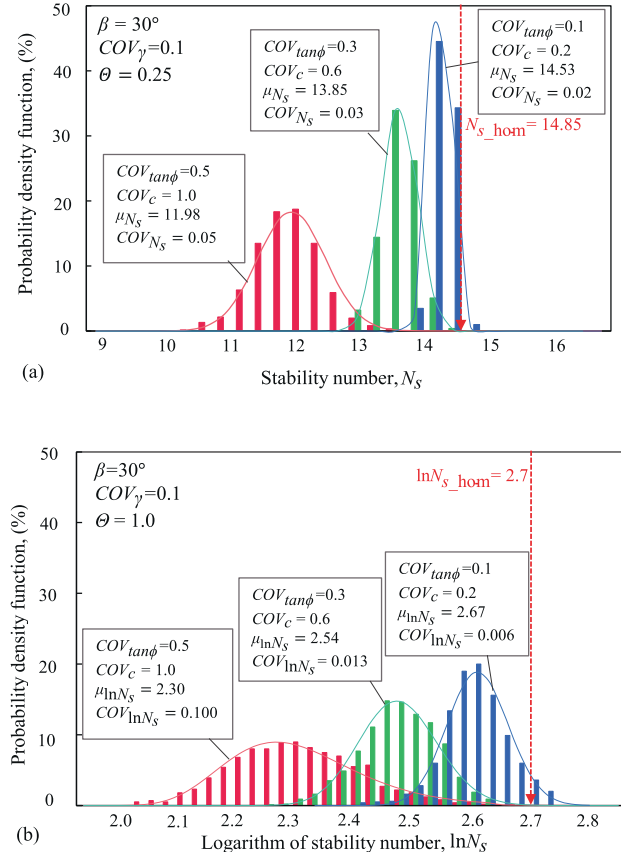 50
40
30
20
10
0
Probability density function, (%)
β = 30°
COVγ=0.1
Θ = 0.25
COVtanϕ=0.5
COVc = 1.0
μNs = 11.98
COVNs = 0.05
COVtanϕ=0.3
COVc = 0.6
μNs = 13.85
COVNs = 0.03
COVtanϕ=0.1
COVc = 0.2
μNs = 14.53
COVNs = 0.02
Ns_hom = 14.85
9 10 11 12 13 14 15 16
(a)
Stability number, Ns
50
40
30
20
10
0
Probability density function, (%)
β=30°
COVγ=0.1
Θ = 1.0
lnNs_hom = 2.7
COVtanϕ=0.5
COVc = 1.0
μlnNs = 2.30
COVlnNs = 0.100
COVtanϕ=0.3
COVc = 0.6
μlnNs = 2.54
COVlnNs = 0.013
COVtanϕ=0.1
COVc = 0.2
μlnNs = 2.67
COVlnNs = 0.006
2.0 2.1 2.2 2.3 2.4 2.5 2.6 2.7 2.8
(b)
Logarithm of stability number, lnNs